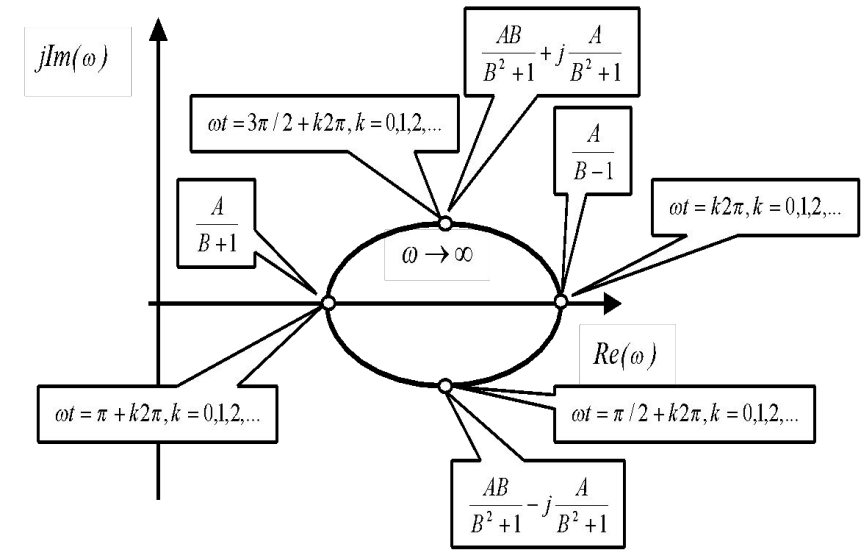 jIm(ω)
AB/(B² +1) + j A/(B² +1)
ωt = 3π / 2 + k2π, k = 0,1,2,...
A/(B−1)
A/(B+1)
ωt = k2π, k = 0,1,2,...
ω → ∞
Re(ω)
ωt = π + k2π, k = 0,1,2,...
ωt = π / 2 + k2π, k = 0,1,2,...
AB/(B² +1) − j A/(B² +1)